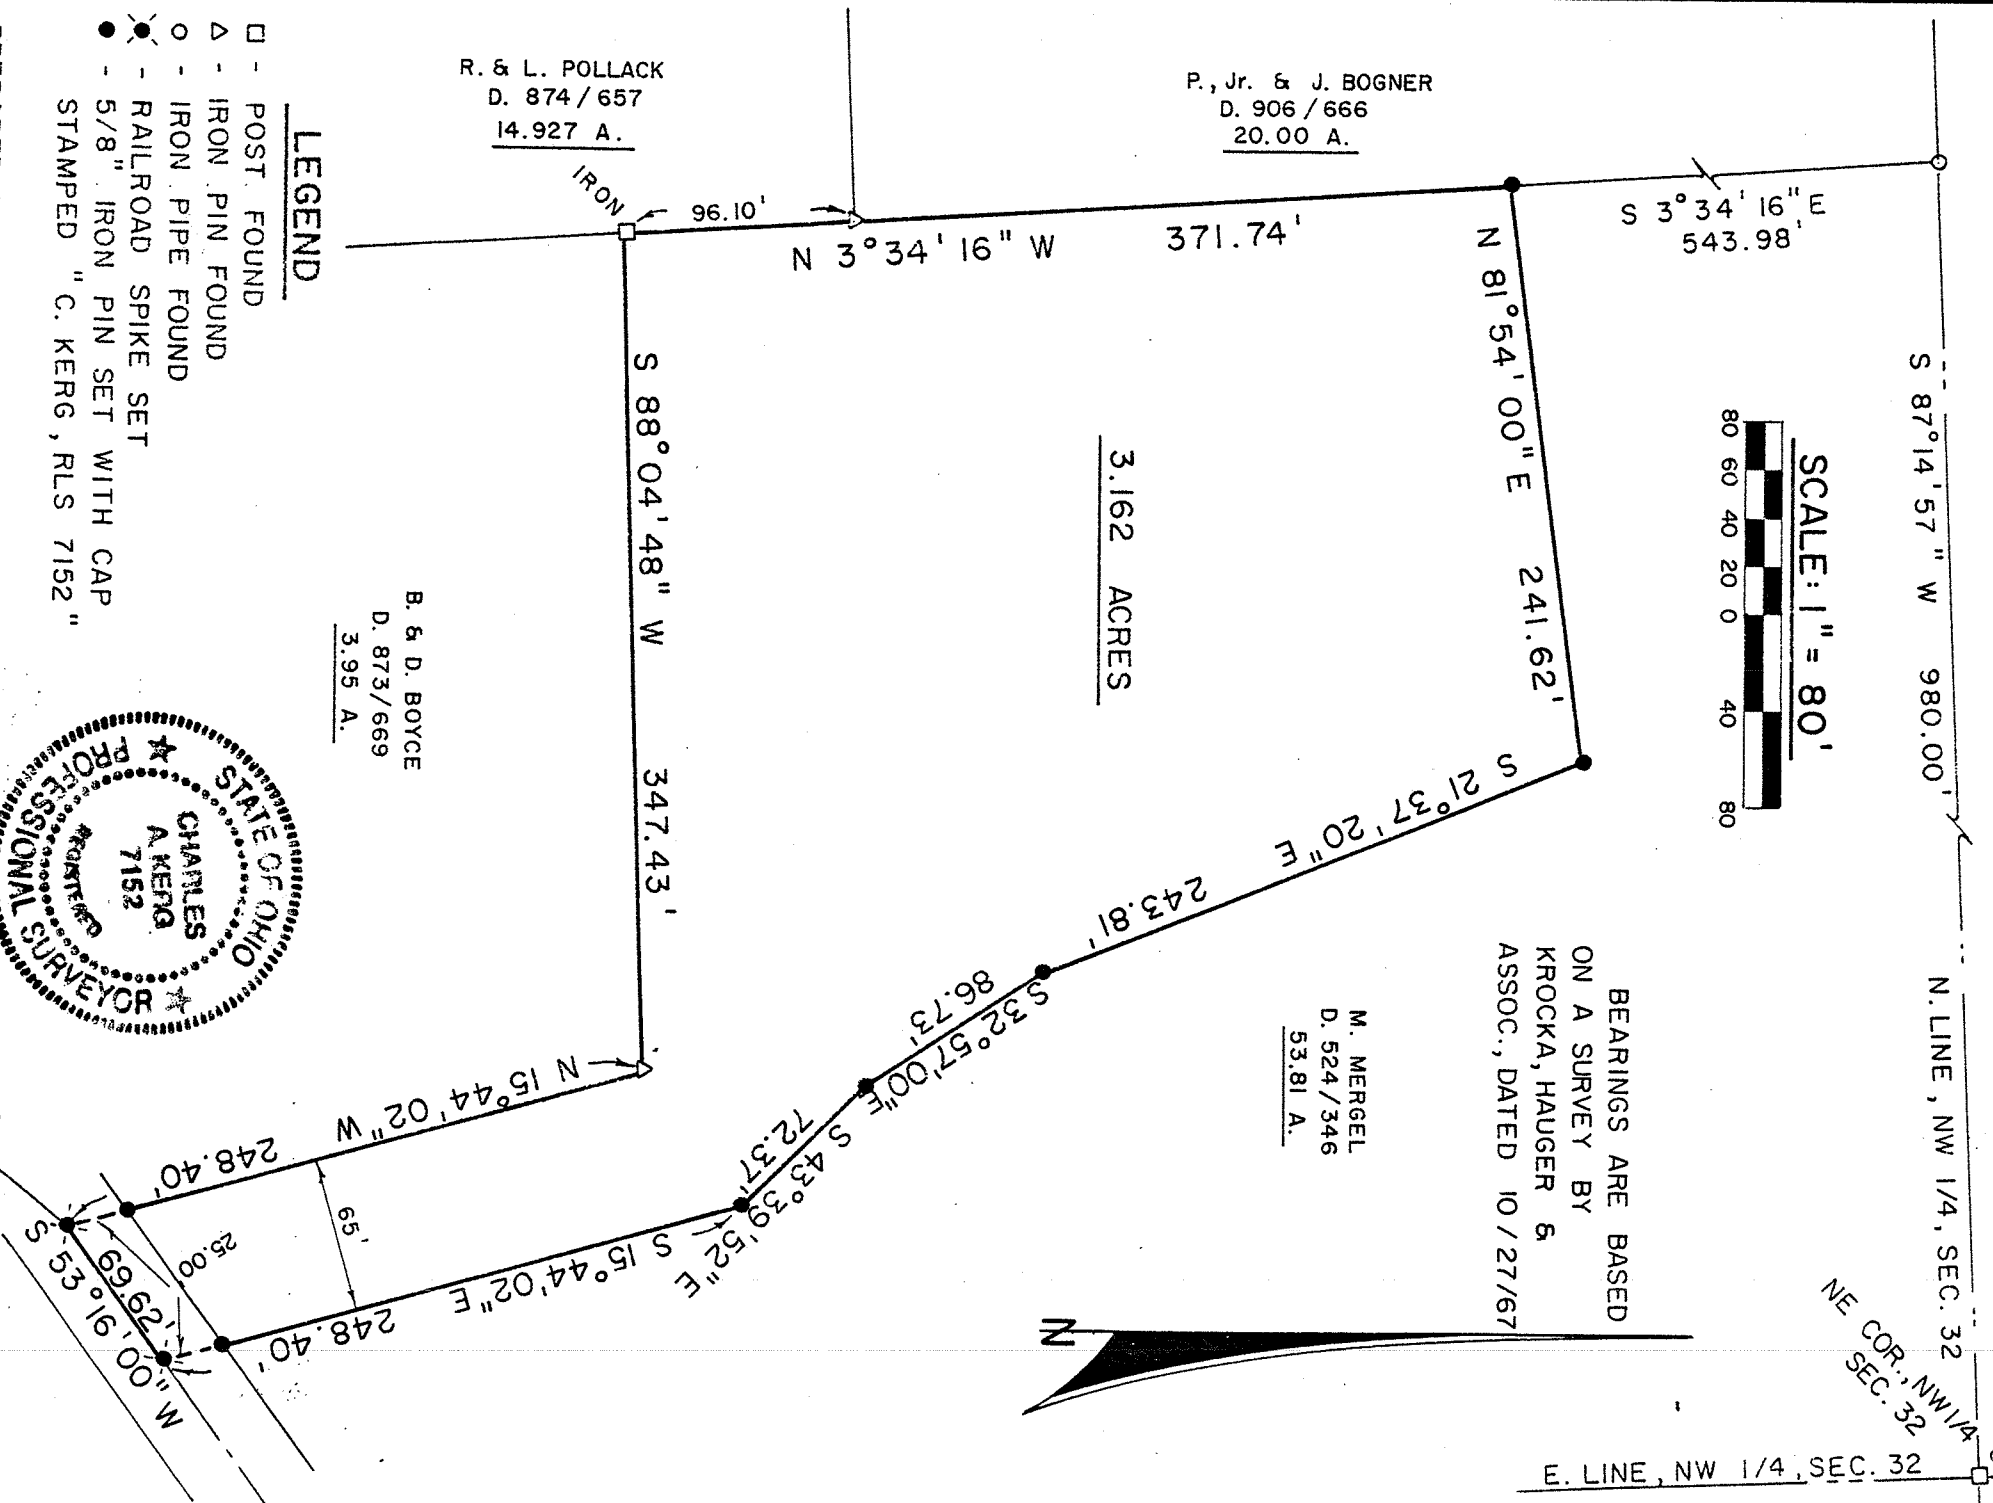 R. & L. POLLACK
D. 874/657
14.927 A.
P., Jr. & J. BOGNER
D. 906/666
20.00 A.
IRON
96.10'
N 3°34'16" W 371.74'
S 3°34'16" E
543.98'
N 81°54'00" E 241.62'
S 87°14'57" W 980.00'
N. LINE, NW 1/4, SEC. 32
NE COR., NW 1/4
SEC. 32
E. LINE, NW 1/4, SEC. 32
SCALE: 1" = 80'
80 60 40 20 0 40 80
3.162 ACRES
S 21°37'20" E 243.81'
S 32°57'00" E
86.73'
S 43°39'52" E
72.37'
S 15°44'02" E 248.40'
S 88°04'48" W 347.43'
N 15°44'02" W 248.40'
65'
25.00
69.62'
S 53°16'00" W
BEARINGS ARE BASED
ON A SURVEY BY
KROCKA, HAUGER &
ASSOC., DATED 10/27/67
M. MERGEL
D. 524/346
53.81 A.
B. & D. BOYCE
D. 873/669
3.95 A.
N
LEGEND
□ - POST FOUND
△ - IRON PIN FOUND
○ - IRON PIPE FOUND
- RAILROAD SPIKE SET
● - 5/8" IRON PIN SET WITH CAP
STAMPED "C. KERG, RLS 7152"
STATE OF OHIO
CHARLES
A. KERG
7152
REGISTERED
PROFESSIONAL SURVEYOR